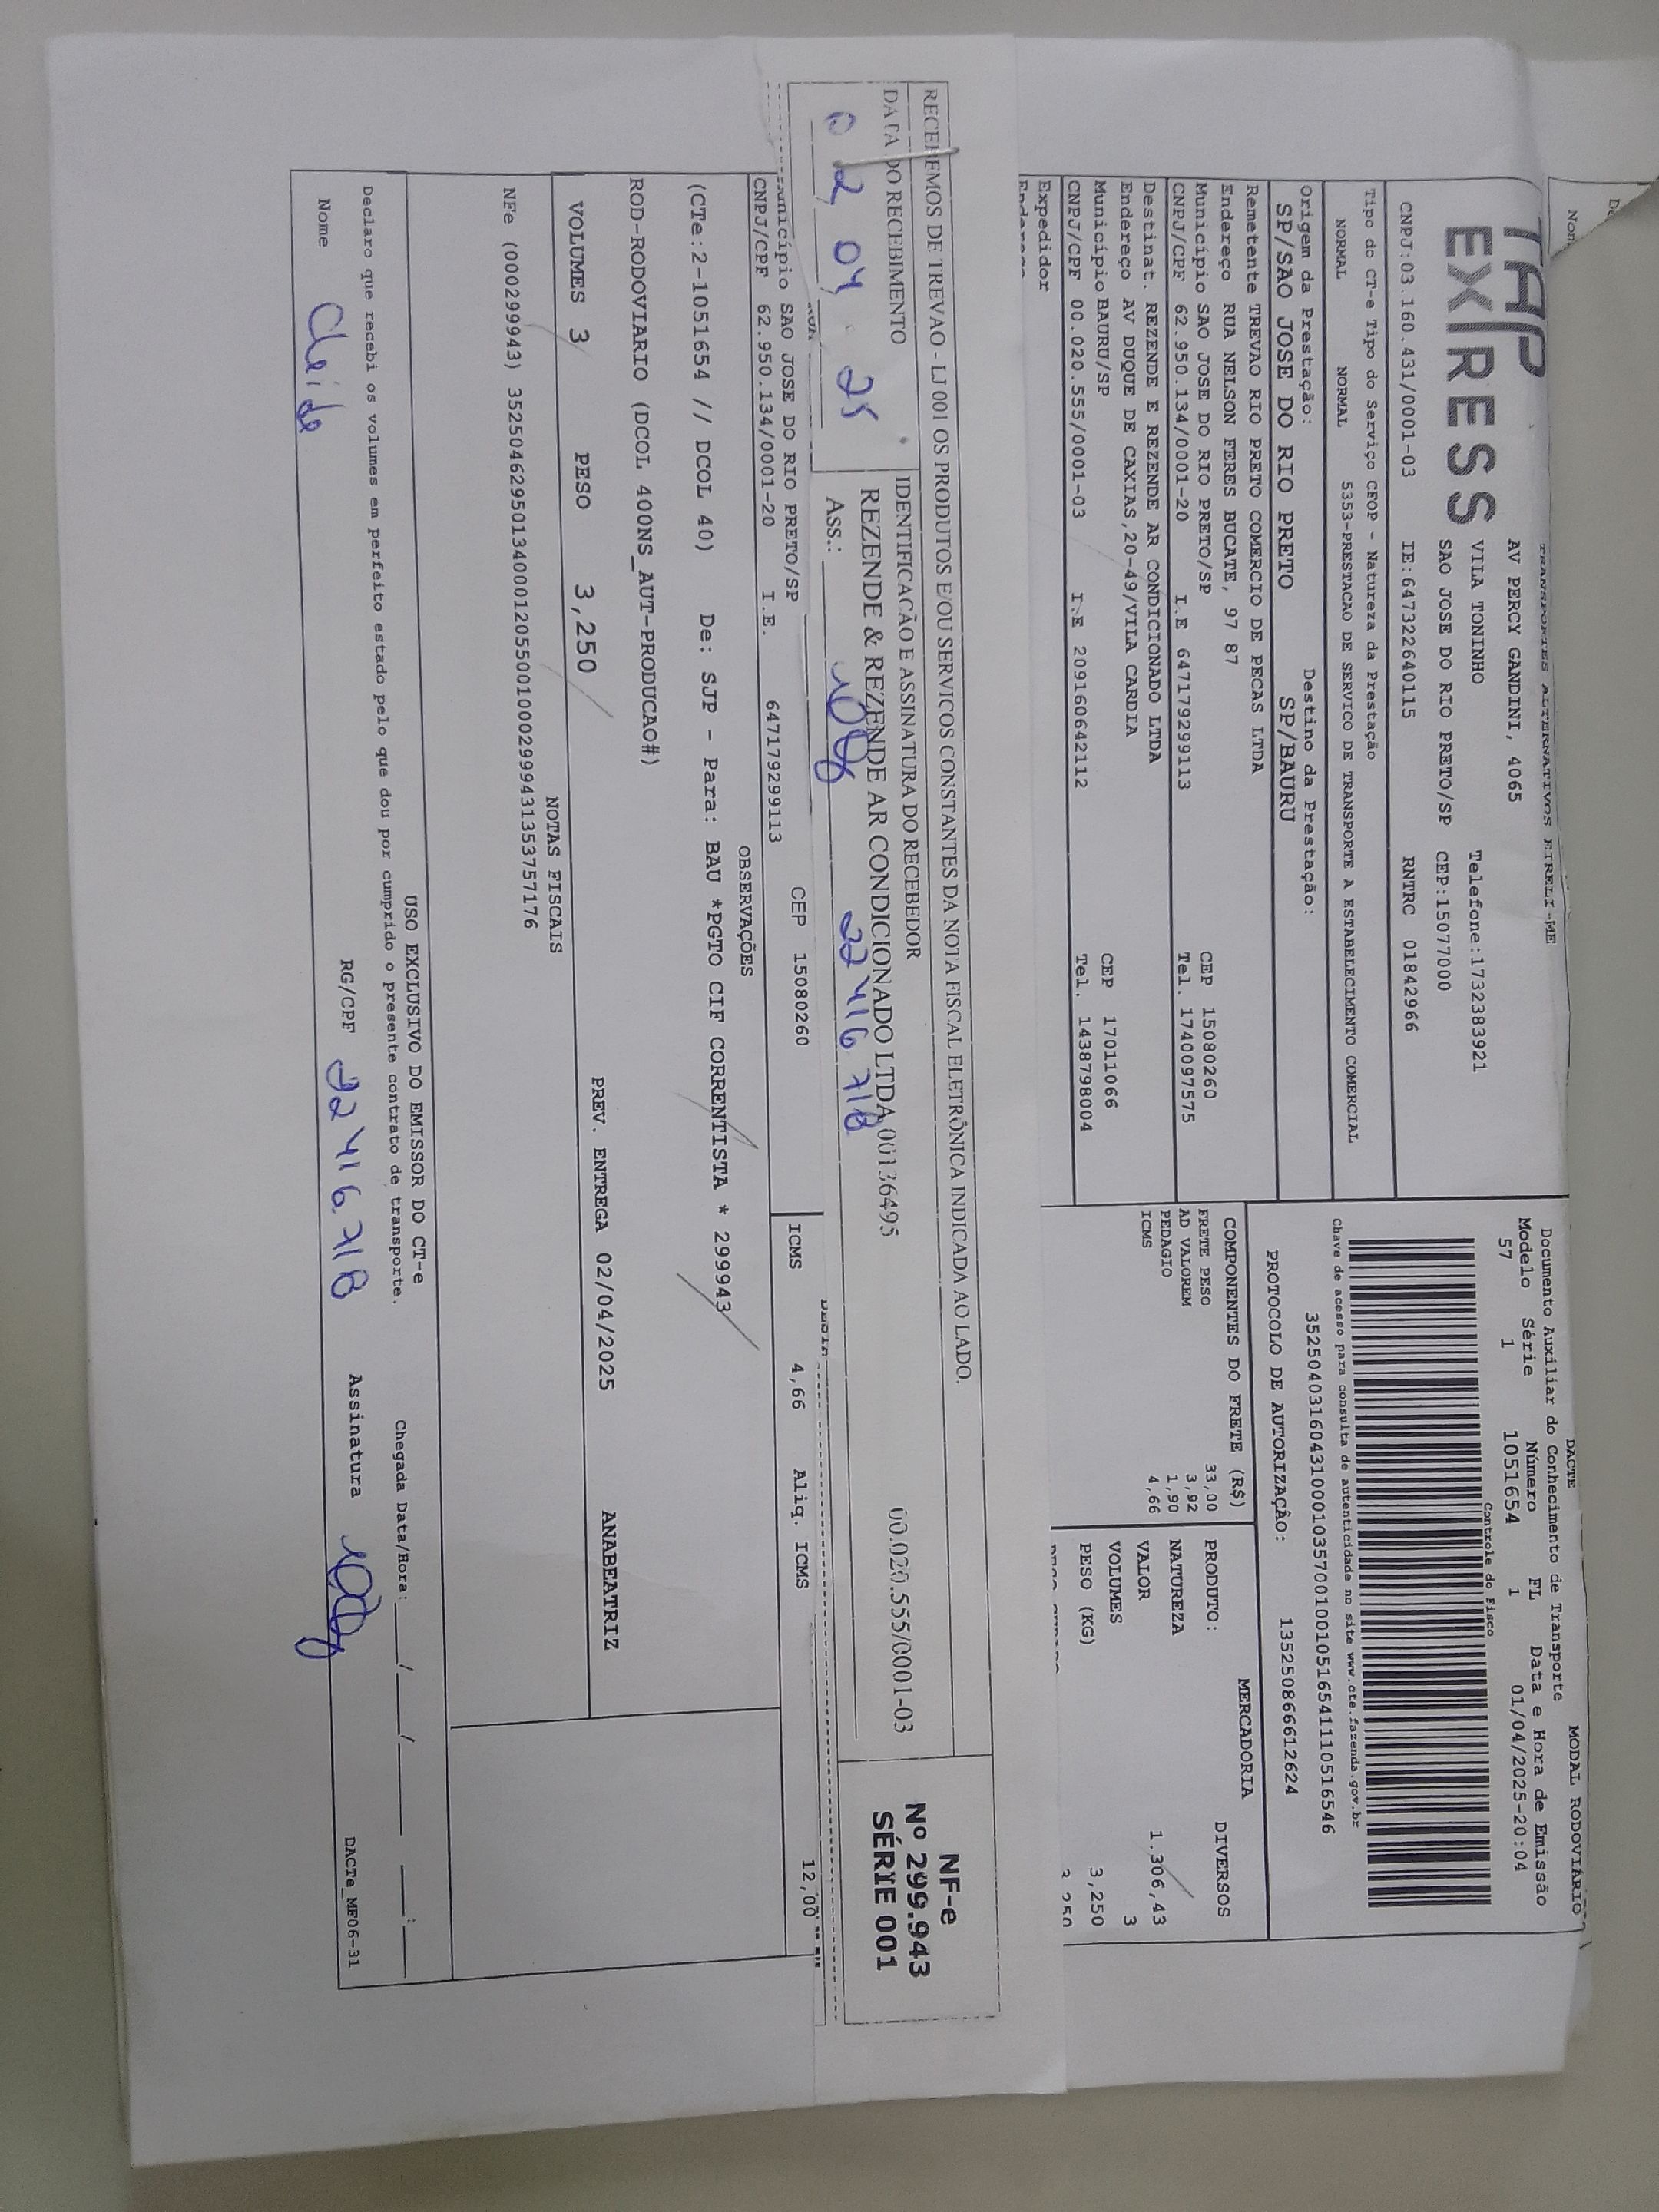 TAP
EXPRESS
TRANSPORTES ALTERNATIVOS EIRELI-ME
AV PERCY GANDINI, 4065
VILA TONINHO Telefone:1732383921
SAO JOSE DO RIO PRETO/SP CEP:15077000
CNPJ:03.160.431/0001-03 IE:647322640115 RNTRC 01842966
Tipo do CT-e Tipo do Serviço CFOP - Natureza da Prestação
NORMAL NORMAL 5353-PRESTACAO DE SERVICO DE TRANSPORTE A ESTABELECIMENTO COMERCIAL
Origem da Prestação: Destino da Prestação:
SP/SAO JOSE DO RIO PRETO SP/BAURU
Remetente TREVAO RIO PRETO COMERCIO DE PECAS LTDA
Endereço RUA NELSON FERES BUCATE, 97 87
Município SAO JOSE DO RIO PRETO/SP CEP 15080260
CNPJ/CPF 62.950.134/0001-20 I.E 647179299113 Tel. 1740097575
Destinat. REZENDE E REZENDE AR CONDICIONADO LTDA
Endereço AV DUQUE DE CAXIAS,20-49/VILA CARDIA
Município BAURU/SP CEP 17011066
CNPJ/CPF 00.020.555/0001-03 I.E 209160642112 Tel. 1438798004
Expedidor
Endereço
DACTE MODAL RODOVIÁRIO
Documento Auxiliar do Conhecimento de Transporte
Modelo Série Número FL Data e Hora de Emissão
57 1 1051654 1 01/04/2025-20:04
Controle do Fisco
Chave de acesso para consulta de autenticidade no site www.cte.fazenda.gov.br
35250403160431000103570010010516541110516546
PROTOCOLO DE AUTORIZAÇÃO: 135250866612624
COMPONENTES DO FRETE (R$)
FRETE PESO 33,00
AD VALOREM 3,92
PEDAGIO 1,90
ICMS 4,66
MERCADORIA
PRODUTO: DIVERSOS
NATUREZA
VALOR 1.306,43
VOLUMES 3
PESO (KG) 3,250
3,250
RECEBEMOS DE TREVAO - LJ 001 OS PRODUTOS E/OU SERVICOS CONSTANTES DA NOTA FISCAL ELETRÔNICA INDICADA AO LADO.
DATA DO RECEBIMENTO IDENTIFICACÃO E ASSINATURA DO RECEBEDOR
REZENDE & REZENDE AR CONDICIONADO LTDA 00136495 00.020.555/0001-03
02 04 25 Ass.: 22 416 718
NF-e
Nº 299.943
SÉRIE 001
Município SAO JOSE DO RIO PRETO/SP CEP 15080260
CNPJ/CPF 62.950.134/0001-20 I.E. 647179299113
ICMS 4,66 Aliq. ICMS 12,00
OBSERVAÇÕES
(CTe:2-1051654 // DCOL 40) De: SJP - Para: BAU *PGTO CIF CORRENTISTA * 299943
ROD-RODOVIARIO (DCOL 400NS_AUT-PRODUCAO#)
VOLUMES 3 PESO 3,250 PREV. ENTREGA 02/04/2025 ANABEATRIZ
NOTAS FISCAIS
NFe (000299943) 35250462950134000120550010002999431353757176
USO EXCLUSIVO DO EMISSOR DO CT-e
Declaro que recebi os volumes em perfeito estado pelo que dou por cumprido o presente contrato de transporte. Chegada Data/Hora: ____/____/____ ___:___
Nome Cleide RG/CPF 22 416 718 Assinatura DACTe_MF06-31